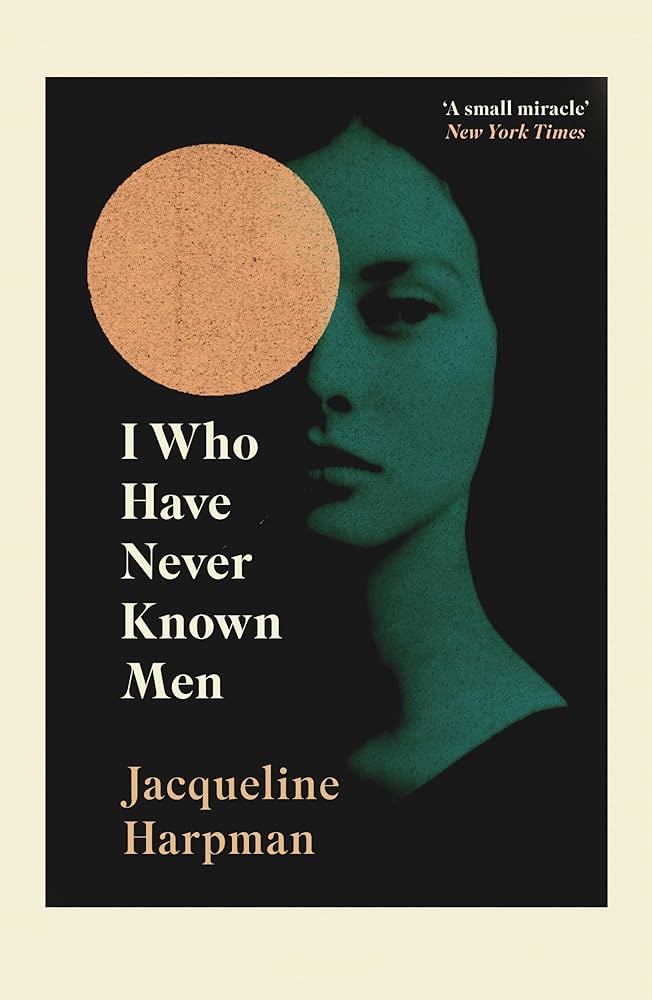 ‘A small miracle’
New York Times
I Who
Have
Never
Known
Men
Jacqueline
Harpman